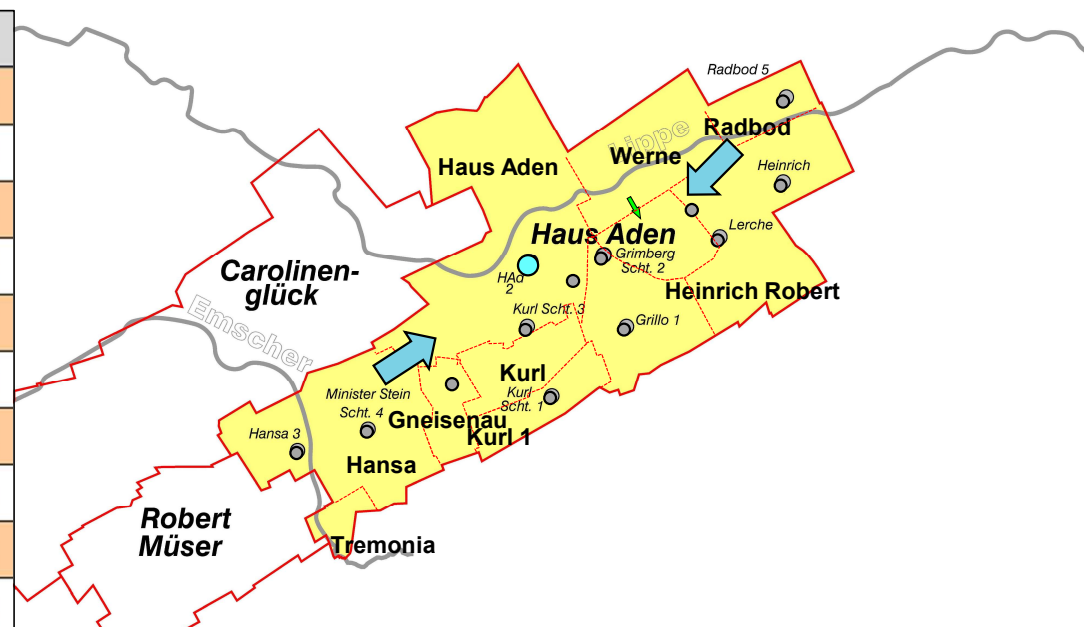 Radbod 5
Radbod
Lippe
Werne
Haus Aden
Heinrich
Lerche
Haus Aden
Grimberg
Scht. 2
HAd
2
Carolinen-
glück
Heinrich Robert
Emscher
Kurl Scht. 3
Grillo 1
Kurl
Minister Stein
Scht. 4
Kurl
Scht. 1
Gneisenau
Kurl 1
Hansa 3
Hansa
Robert
Müser
Tremonia